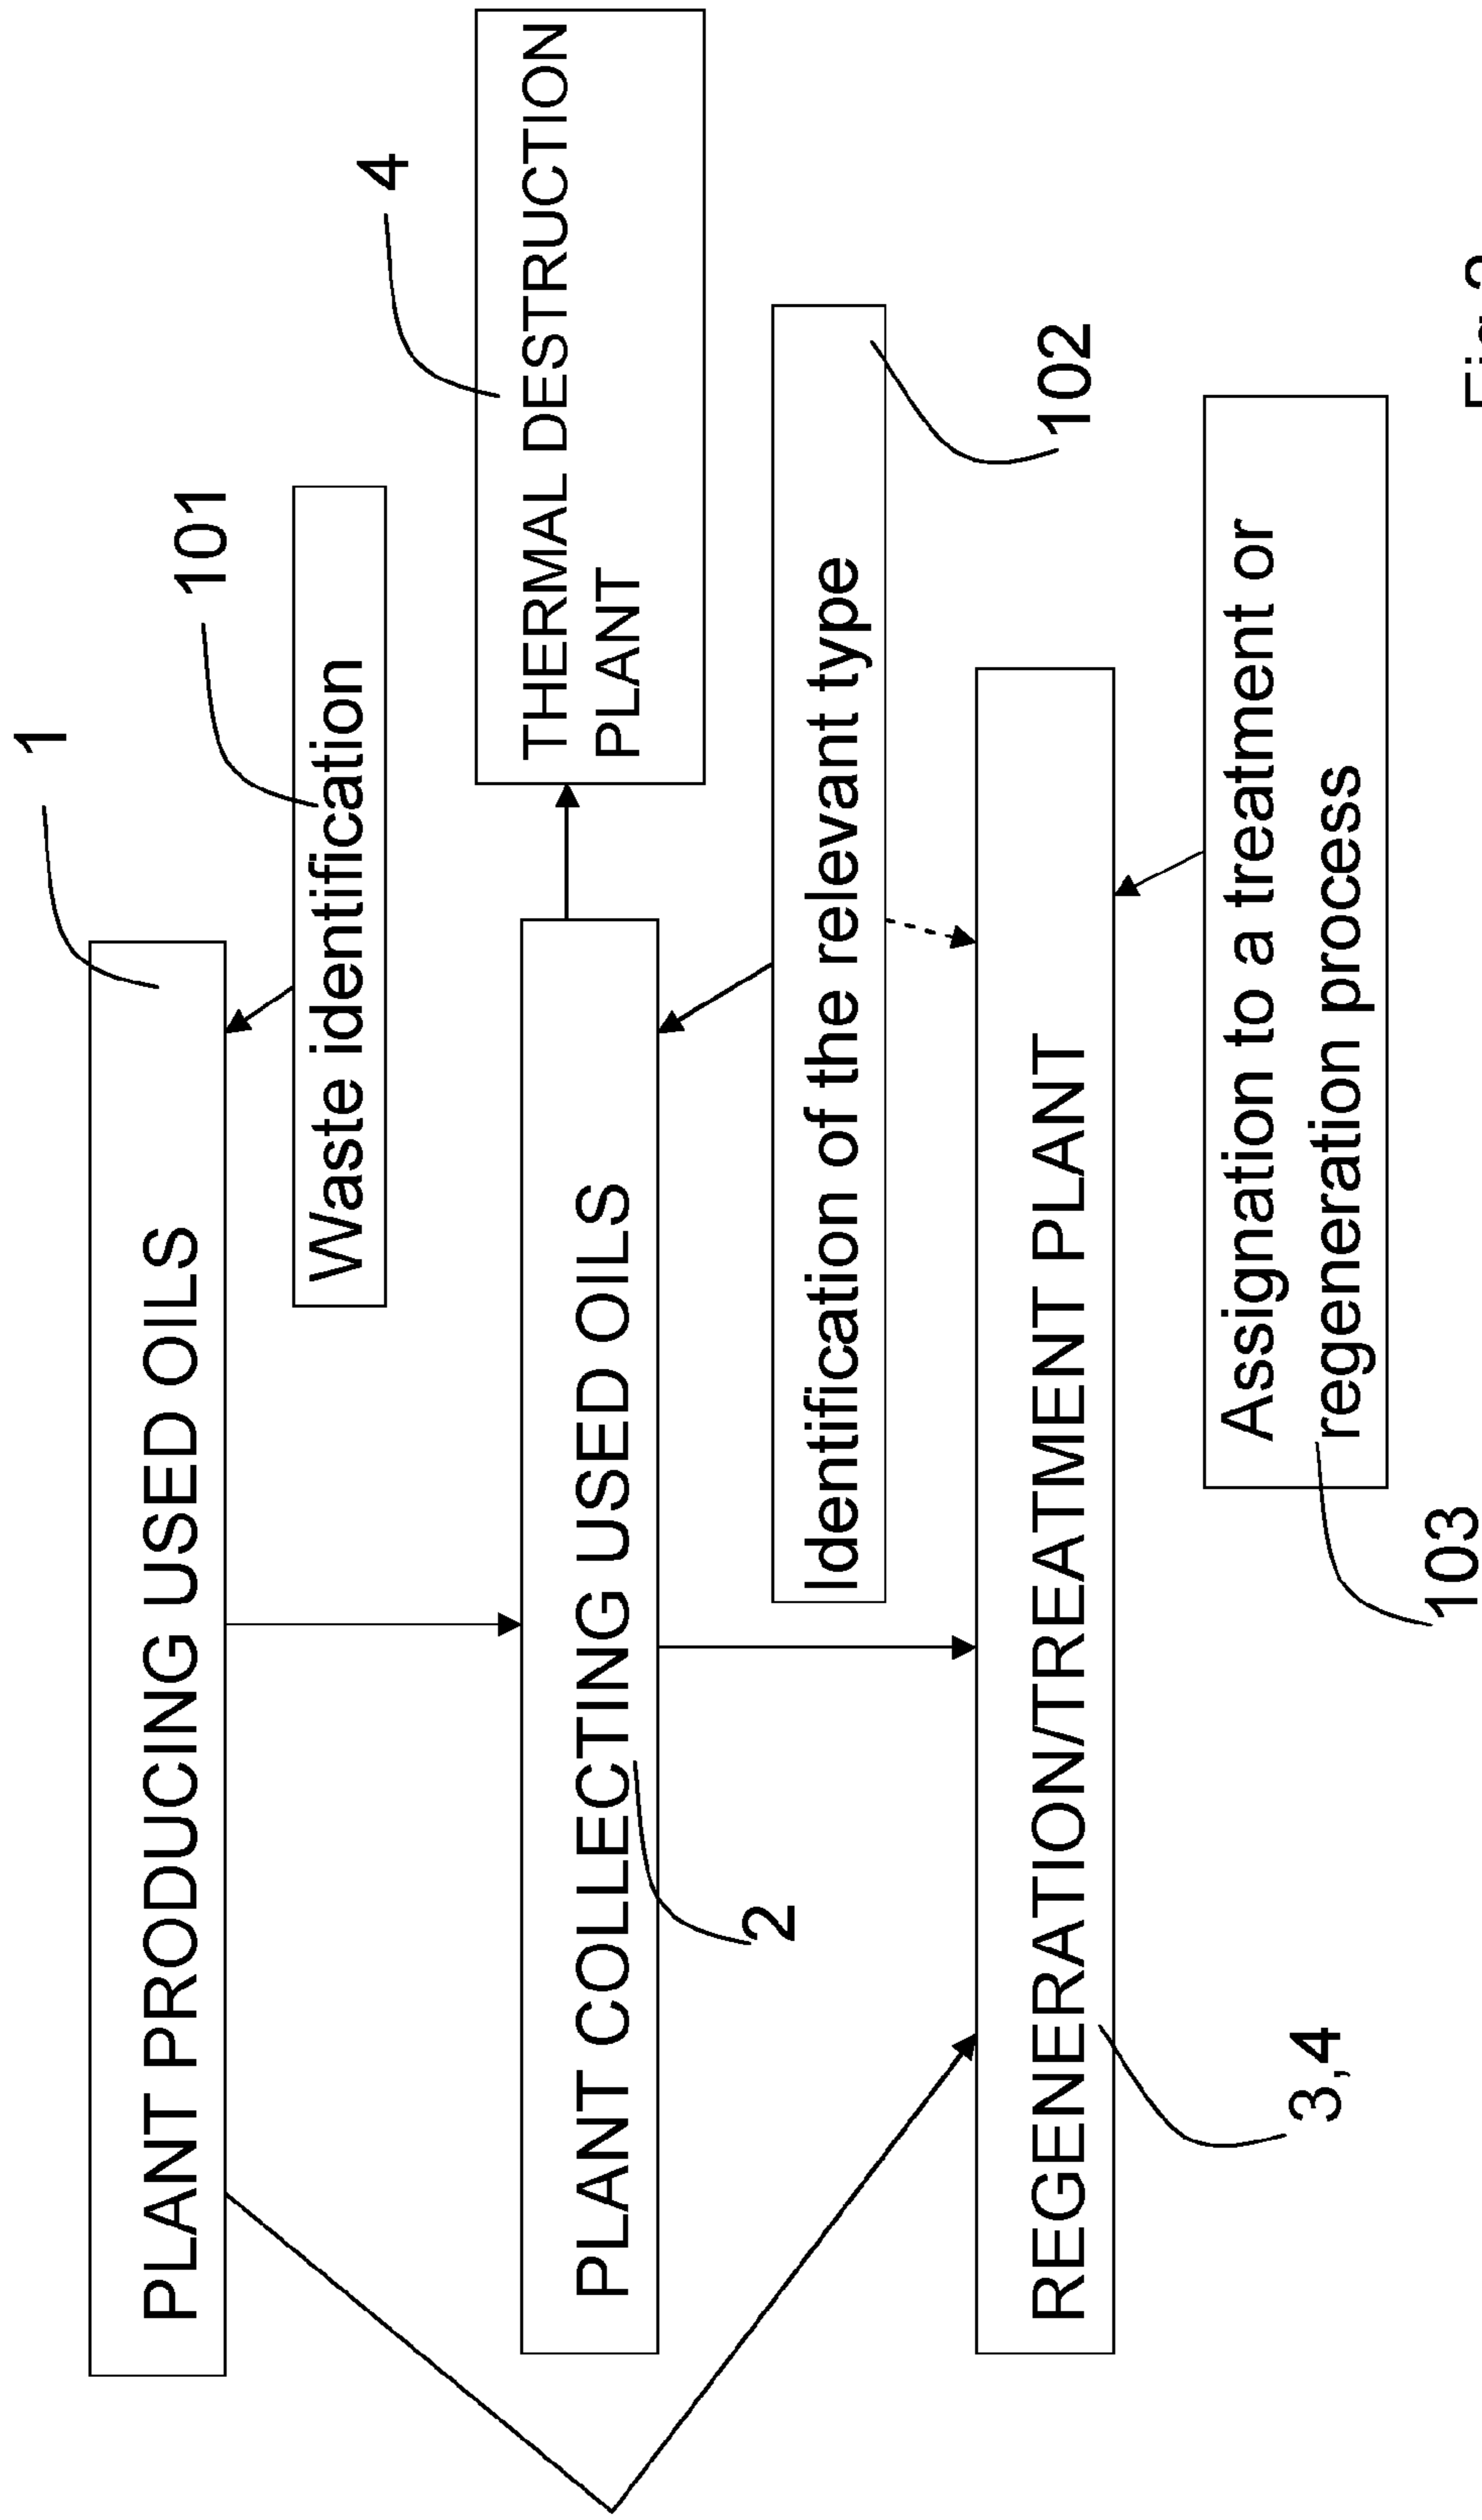 1
PLANT PRODUCING USED OILS
101
Waste identification
4
THERMAL DESTRUCTION
PLANT
PLANT COLLECTING USED OILS
2
Identification of the relevant type
102
REGENERATION/TREATMENT PLANT
3,4
Assignation to a treatment or
regeneration process
103